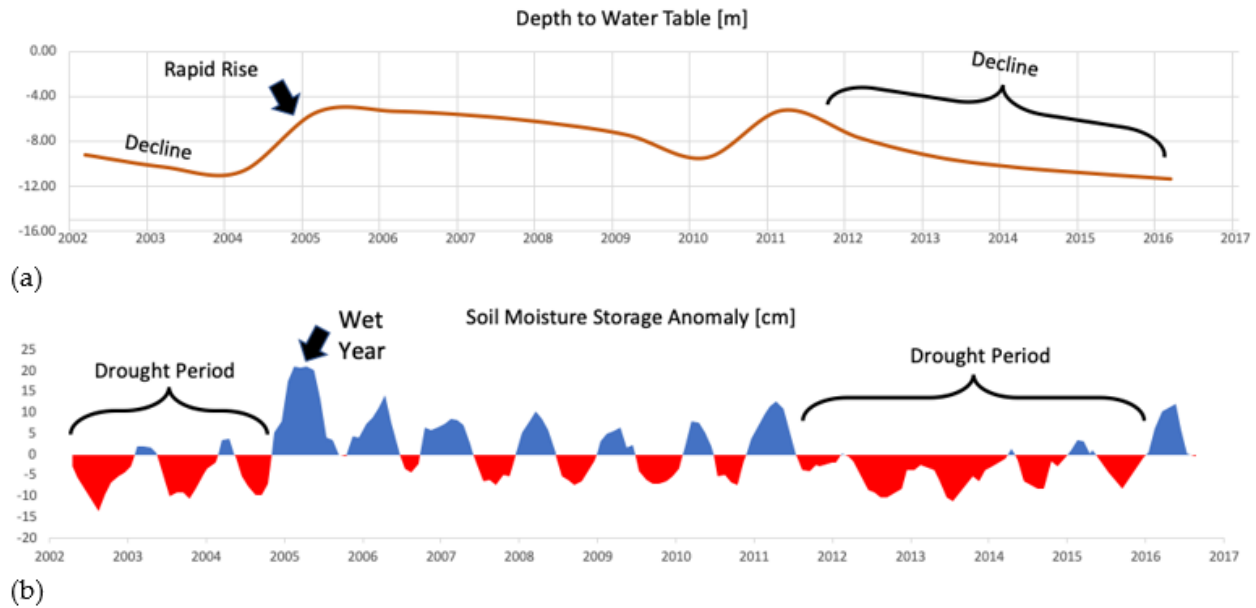 Depth to Water Table [m]
0.00
Rapid Rise
Decline
-4.00
-8.00
Decline
-12.00
-16.00
2002 2003 2004 2005 2006 2007 2008 2009 2010 2011 2012 2013 2014 2015 2016 2017
(a)
Wet
Year
Soil Moisture Storage Anomaly [cm]
25
Drought Period
Drought Period
20
15
10
5
0
-5
-10
-15
-20
2002 2003 2004 2005 2006 2007 2008 2009 2010 2011 2012 2013 2014 2015 2016 2017
(b)